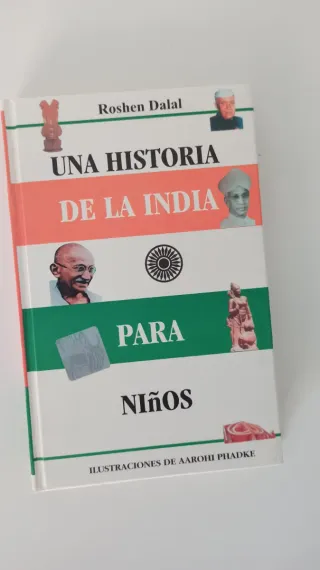 Roshen Dalal
UNA HISTORIA
DE LA INDIA
PARA
NIñOS
ILUSTRACIONES DE AAROHI PHADKE